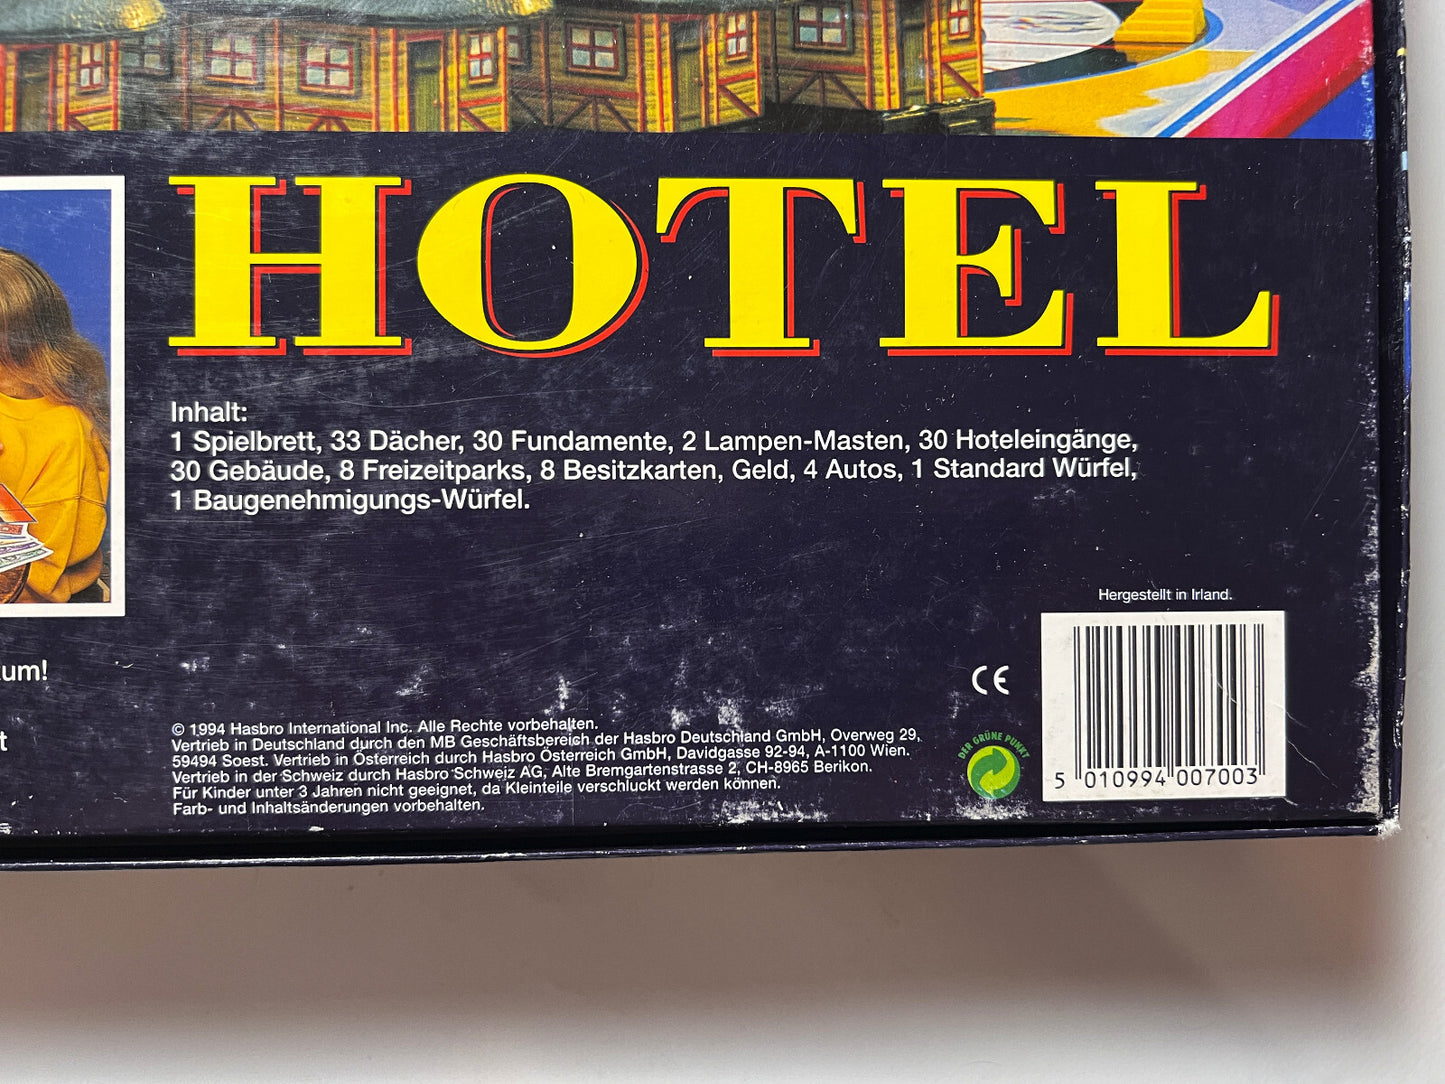 HOTEL
Inhalt:
1 Spielbrett, 33 Dächer, 30 Fundamente, 2 Lampen-Masten, 30 Hoteleingänge,
30 Gebäude, 8 Freizeitparks, 8 Besitzkarten, Geld, 4 Autos, 1 Standard Würfel,
1 Baugenehmigungs-Würfel.
Hergestellt in Irland.
um!
t
CE
© 1994 Hasbro International Inc. Alle Rechte vorbehalten.
Vertrieb in Deutschland durch den MB Geschäftsbereich der Hasbro Deutschland GmbH, Overweg 29,
59494 Soest. Vertrieb in Österreich durch Hasbro Österreich GmbH, Davidgasse 92-94, A-1100 Wien.
Vertrieb in der Schweiz durch Hasbro Schweiz AG, Alte Bremgartenstrasse 2, CH-8965 Berikon.
Für Kinder unter 3 Jahren nicht geeignet, da Kleinteile verschluckt werden können.
Farb- und Inhaltsänderungen vorbehalten.
DER GRÜNE PUNKT
5 010994 007003